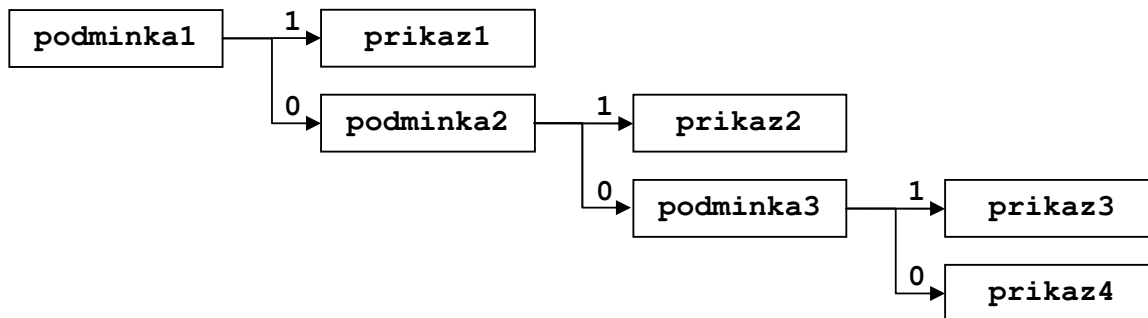 podminka1 1 prikaz1
0 podminka2 1 prikaz2
0 podminka3 1 prikaz3
0 prikaz4